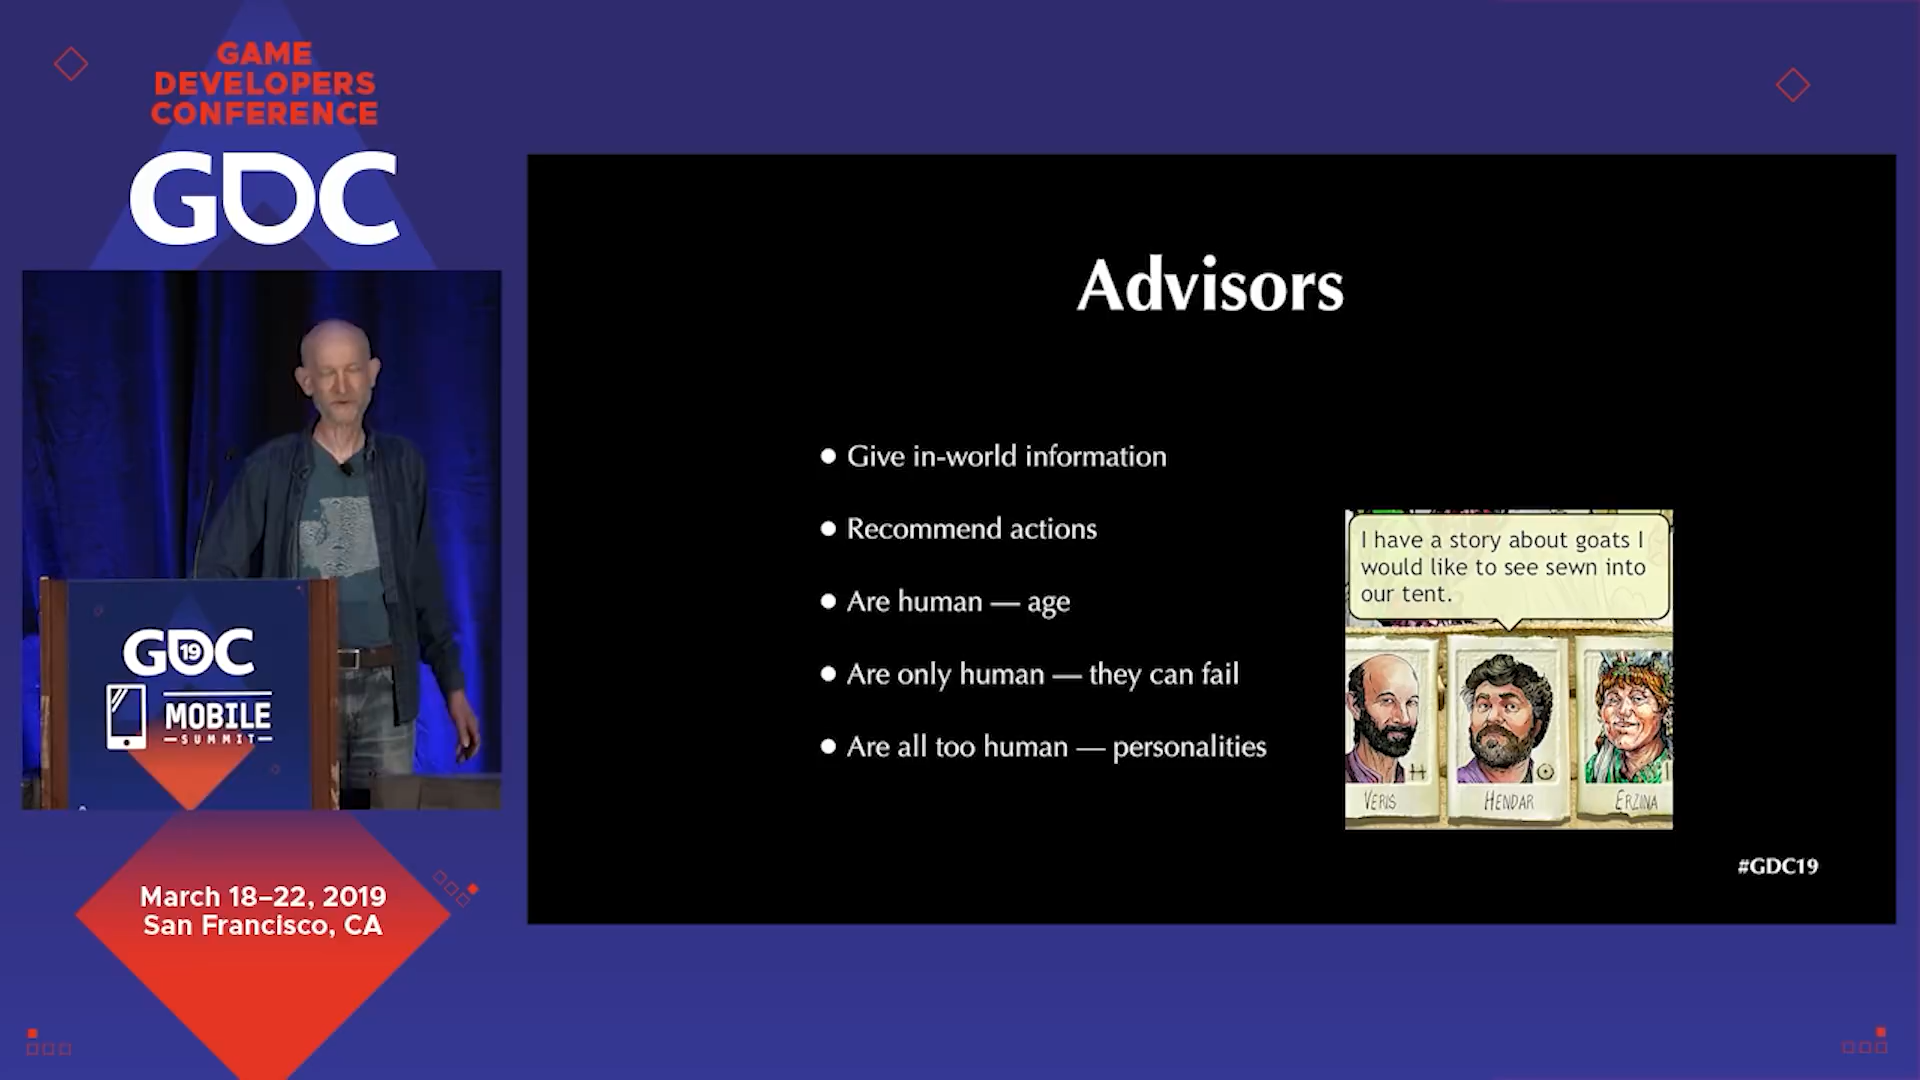 GAME
DEVELOPERS
CONFERENCE
GDC
GDC
19
MOBILE
SUMMIT
March 18–22, 2019
San Francisco, CA
Advisors
Give in-world information
Recommend actions
Are human — age
Are only human — they can fail
Are all too human — personalities
I have a story about goats I
would like to see sewn into
our tent.
VERIS
HENDAR
ERZINA
#GDC19